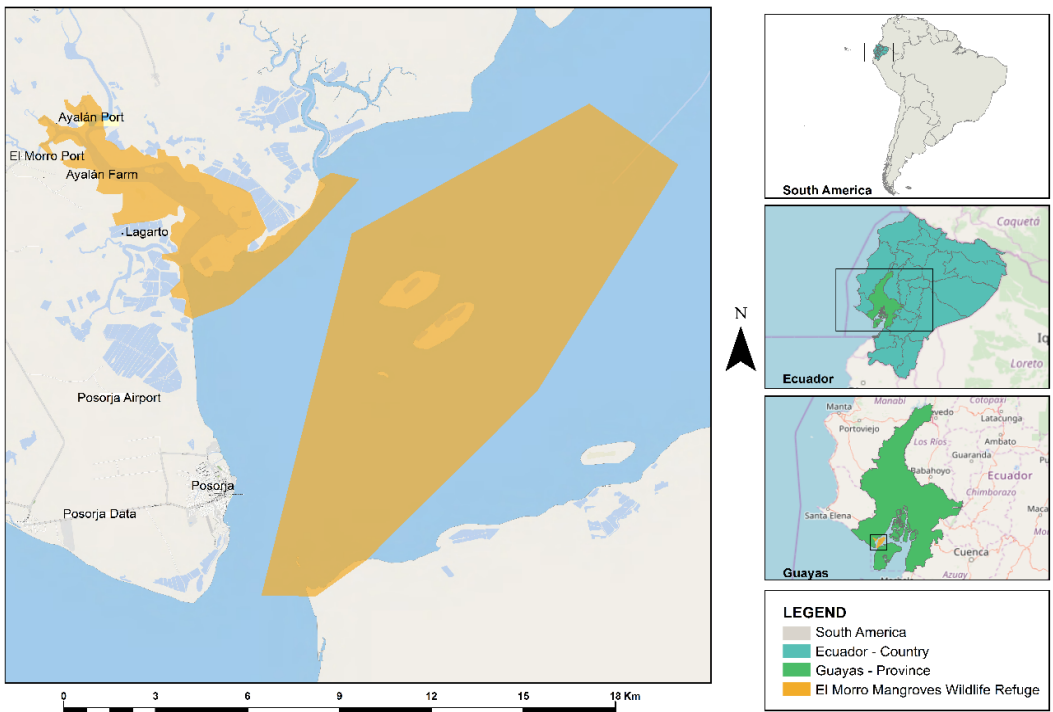 Ayalán Port
El Morro Port
Ayalán Farm
Lagarto
Posorja Airport
Posorja
Posorja Data
0 3 6 9 12 15 18 Km
N
South America
Caquetá
Loreto
Ecuador
Manabí
Cotopaxi
Manta
Latacunga
Portoviejo
Los Ríos
Ambato
Guaranda
Babahoyo
Ecuador
Chimborazo
Santa Elena
Cuenca
Azuay
Guayas
LEGEND
South America
Ecuador - Country
Guayas - Province
El Morro Mangroves Wildlife Refuge